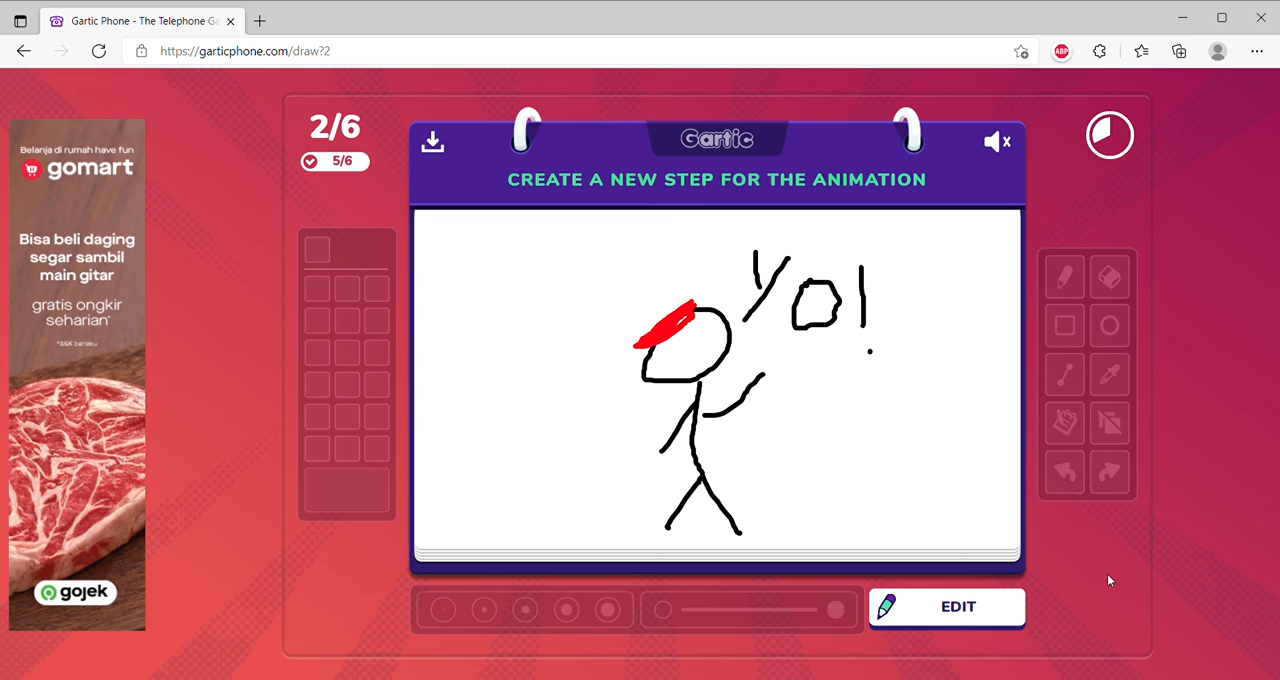 Gartic Phone - The Telephone Ga
https://garticphone.com/draw?2
ABP
Belanja di rumah have fun
gomart
Bisa beli daging
segar sambil
main gitar
gratis ongkir
seharian*
*S&K berlaku
gojek
2/6
5/6
Gartic
CREATE A NEW STEP FOR THE ANIMATION
YO!
EDIT